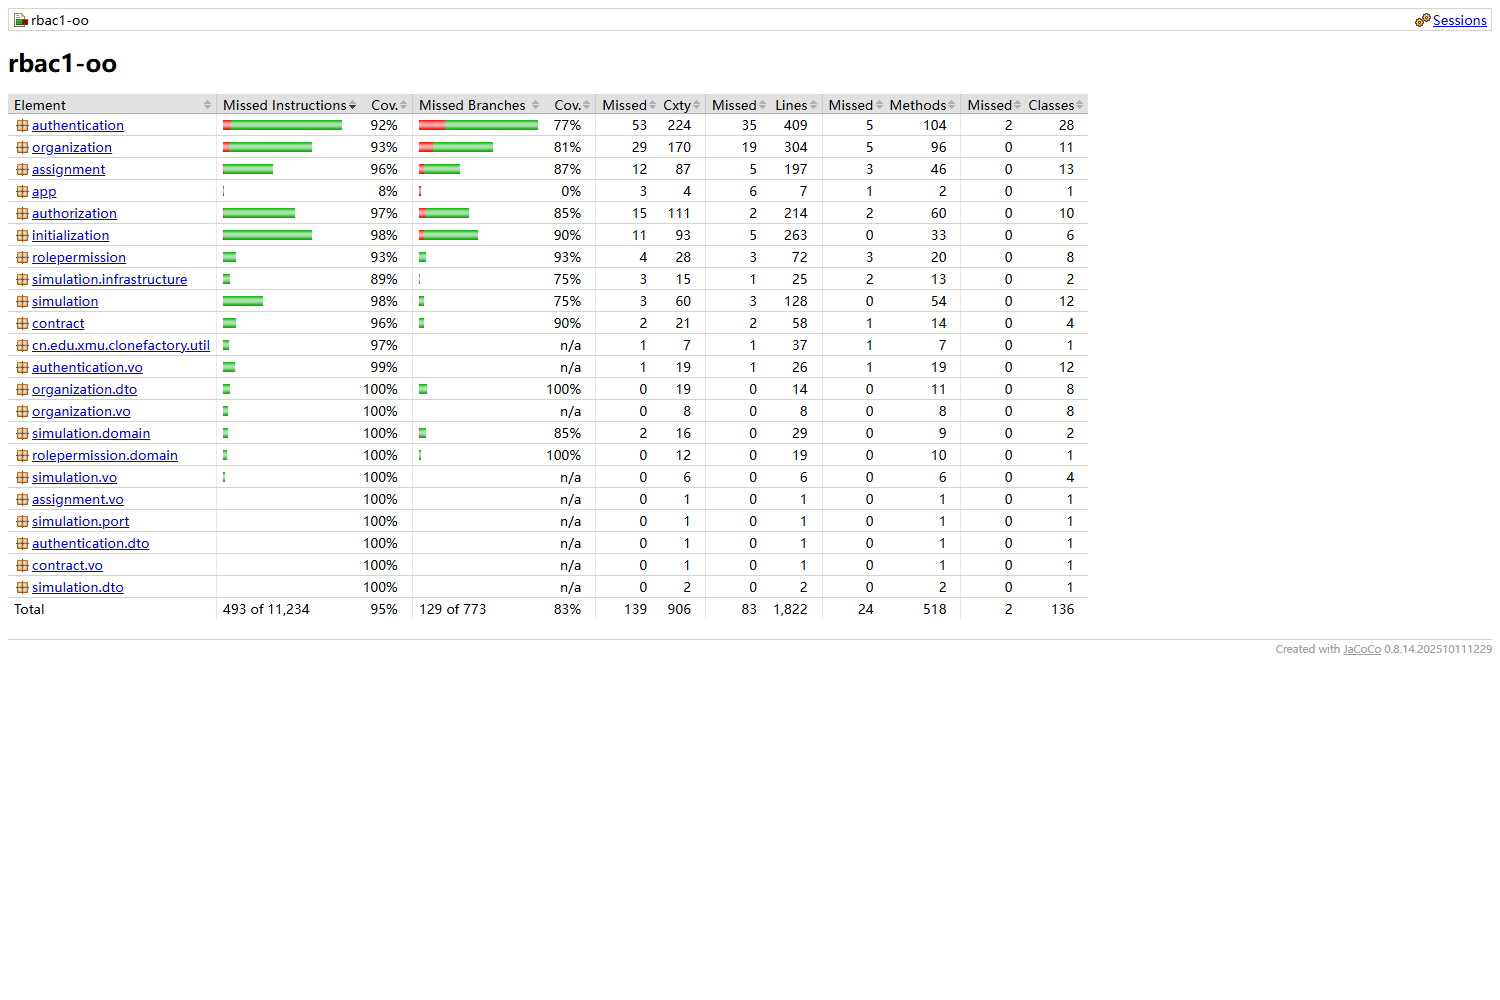 rbac1-oo Sessions
rbac1-oo
Element Missed Instructions Cov. Missed Branches Cov. Missed Cxty Missed Lines Missed Methods Missed Classes
authentication 92% 77% 53 224 35 409 5 104 2 28
organization 93% 81% 29 170 19 304 5 96 0 11
assignment 96% 87% 12 87 5 197 3 46 0 13
app 8% 0% 3 4 6 7 1 2 0 1
authorization 97% 85% 15 111 2 214 2 60 0 10
initialization 98% 90% 11 93 5 263 0 33 0 6
rolepermission 93% 93% 4 28 3 72 3 20 0 8
simulation.infrastructure 89% 75% 3 15 1 25 2 13 0 2
simulation 98% 75% 3 60 3 128 0 54 0 12
contract 96% 90% 2 21 2 58 1 14 0 4
cn.edu.xmu.clonefactory.util 97% n/a 1 7 1 37 1 7 0 1
authentication.vo 99% n/a 1 19 1 26 1 19 0 12
organization.dto 100% 100% 0 19 0 14 0 11 0 8
organization.vo 100% n/a 0 8 0 8 0 8 0 8
simulation.domain 100% 85% 2 16 0 29 0 9 0 2
rolepermission.domain 100% 100% 0 12 0 19 0 10 0 1
simulation.vo 100% n/a 0 6 0 6 0 6 0 4
assignment.vo 100% n/a 0 1 0 1 0 1 0 1
simulation.port 100% n/a 0 1 0 1 0 1 0 1
authentication.dto 100% n/a 0 1 0 1 0 1 0 1
contract.vo 100% n/a 0 1 0 1 0 1 0 1
simulation.dto 100% n/a 0 2 0 2 0 2 0 1
Total 493 of 11,234 95% 129 of 773 83% 139 906 83 1,822 24 518 2 136
Created with JaCoCo 0.8.14.202510111229